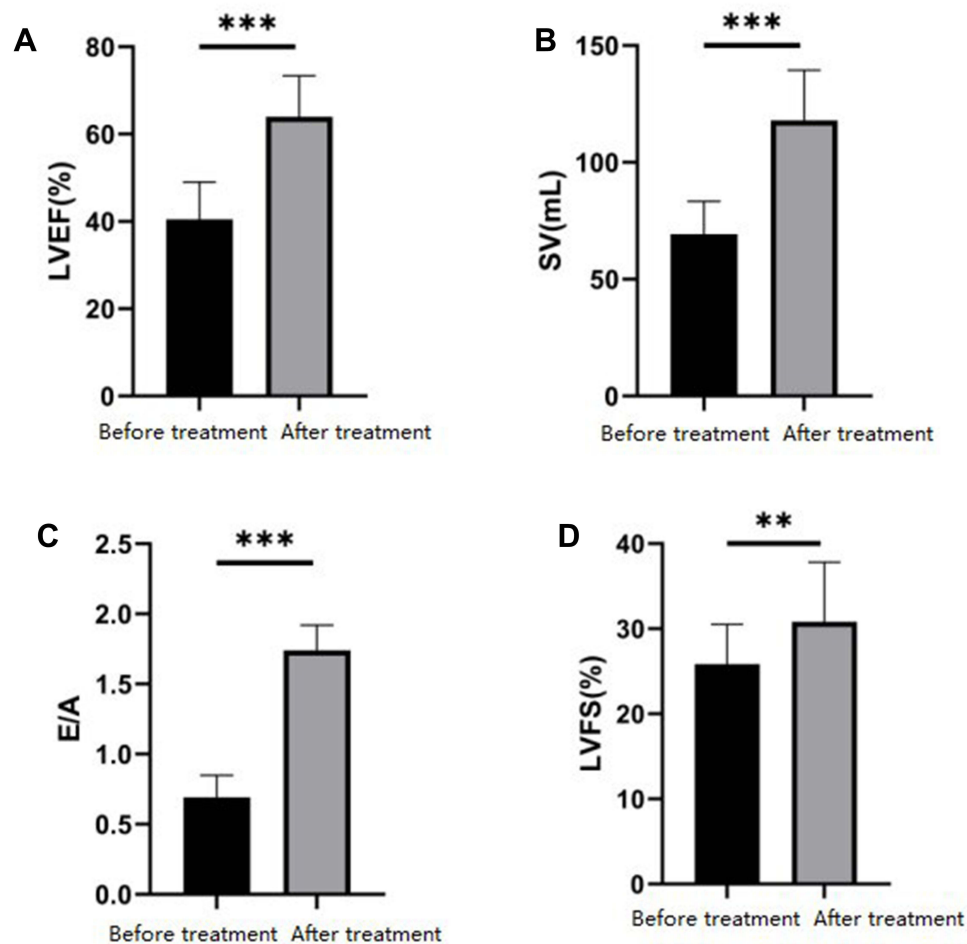 A
LVEF(%)
80
60
40
20
0
***
Before treatment After treatment
B
SV(mL)
150
100
50
0
***
Before treatment After treatment
C
E/A
2.5
2.0
1.5
1.0
0.5
0.0
***
Before treatment After treatment
D
LVFS(%)
40
30
20
10
0
**
Before treatment After treatment